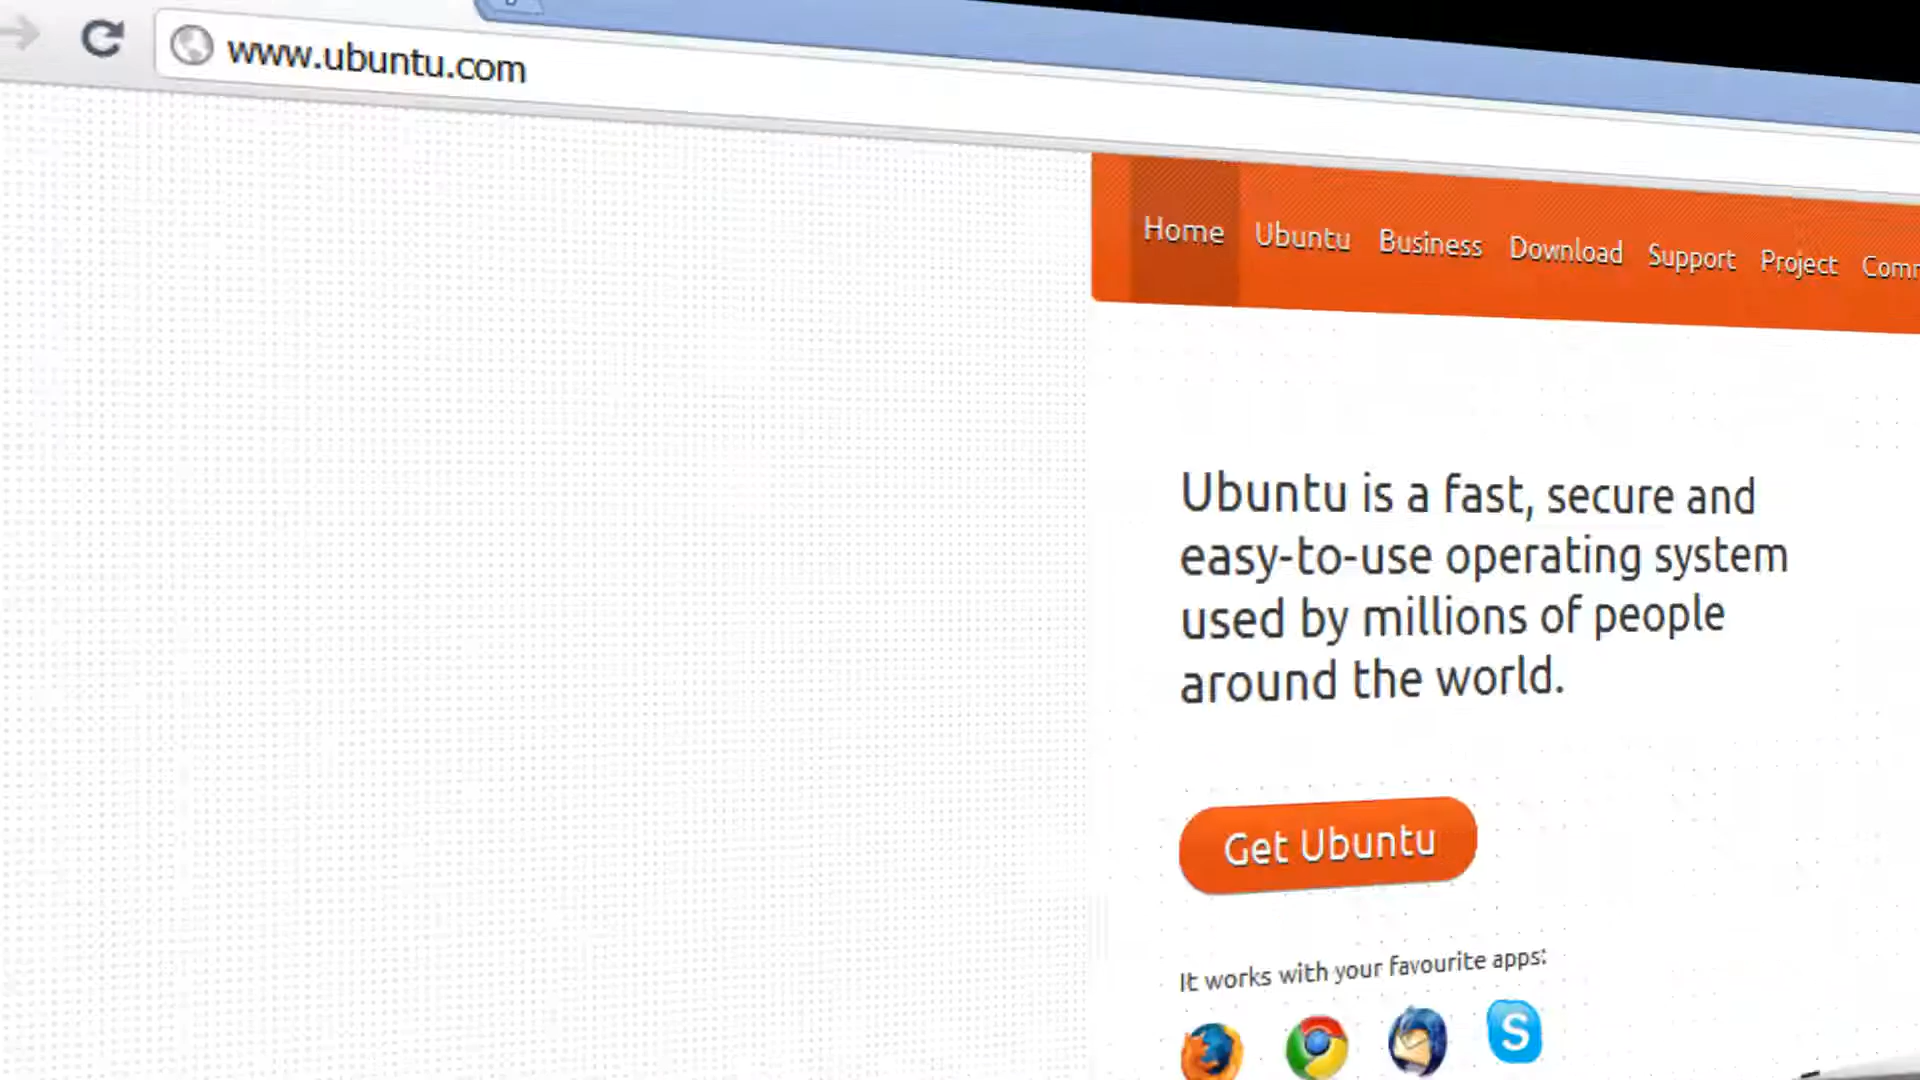 www.ubuntu.com
Home Ubuntu Business Download Support Project
Ubuntu is a fast, secure and
easy-to-use operating system
used by millions of people
around the world.
Get Ubuntu
It works with your favourite apps:
S